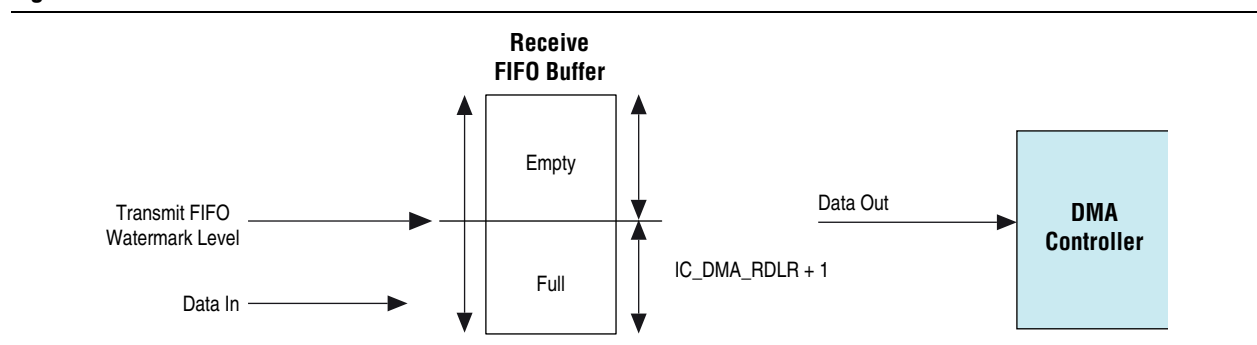 Receive
FIFO Buffer
Empty
Transmit FIFO
Watermark Level
Data Out
DMA
Controller
IC_DMA_RDLR + 1
Full
Data In